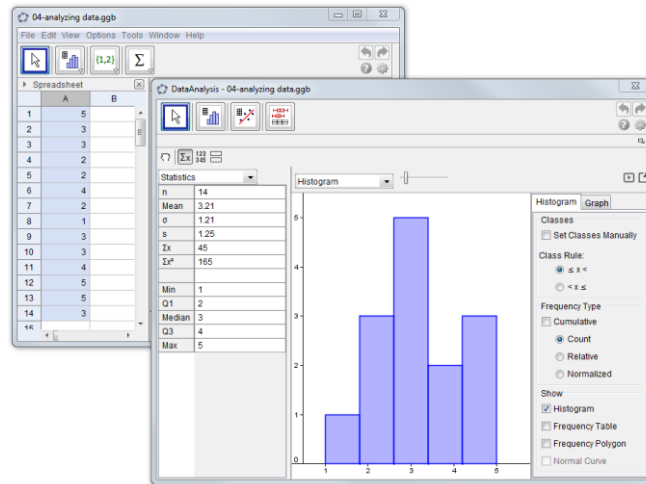 04-analyzing data.ggb
File Edit View Options Tools Window Help
{1,2} Σ
Spreadsheet
A B
1 5
2 3
3 3
4 2
5 2
6 4
7 2
8 1
9 3
10 3
11 4
12 5
13 5
14 3
15
DataAnalysis - 04-analyzing data.ggb
Σx 123 345
Statistics
n 14
Mean 3.21
σ 1.21
s 1.25
Σx 45
Σx² 165
Min 1
Q1 2
Median 3
Q3 4
Max 5
Histogram
5
4
3
2
1
0
1 2 3 4 5
Histogram Graph
Classes
Set Classes Manually
Class Rule:
≤ x <
< x ≤
Frequency Type
Cumulative
Count
Relative
Normalized
Show
Histogram
Frequency Table
Frequency Polygon
Normal Curve